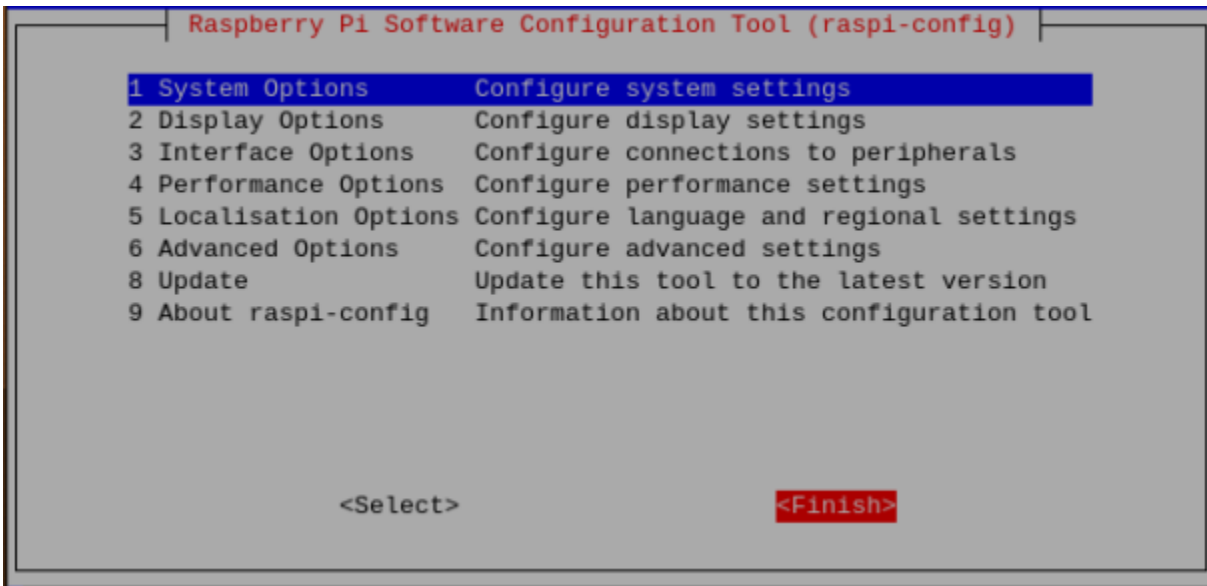 Raspberry Pi Software Configuration Tool (raspi-config)
1 System Options Configure system settings
2 Display Options Configure display settings
3 Interface Options Configure connections to peripherals
4 Performance Options Configure performance settings
5 Localisation Options Configure language and regional settings
6 Advanced Options Configure advanced settings
8 Update Update this tool to the latest version
9 About raspi-config Information about this configuration tool
<Select> <Finish>